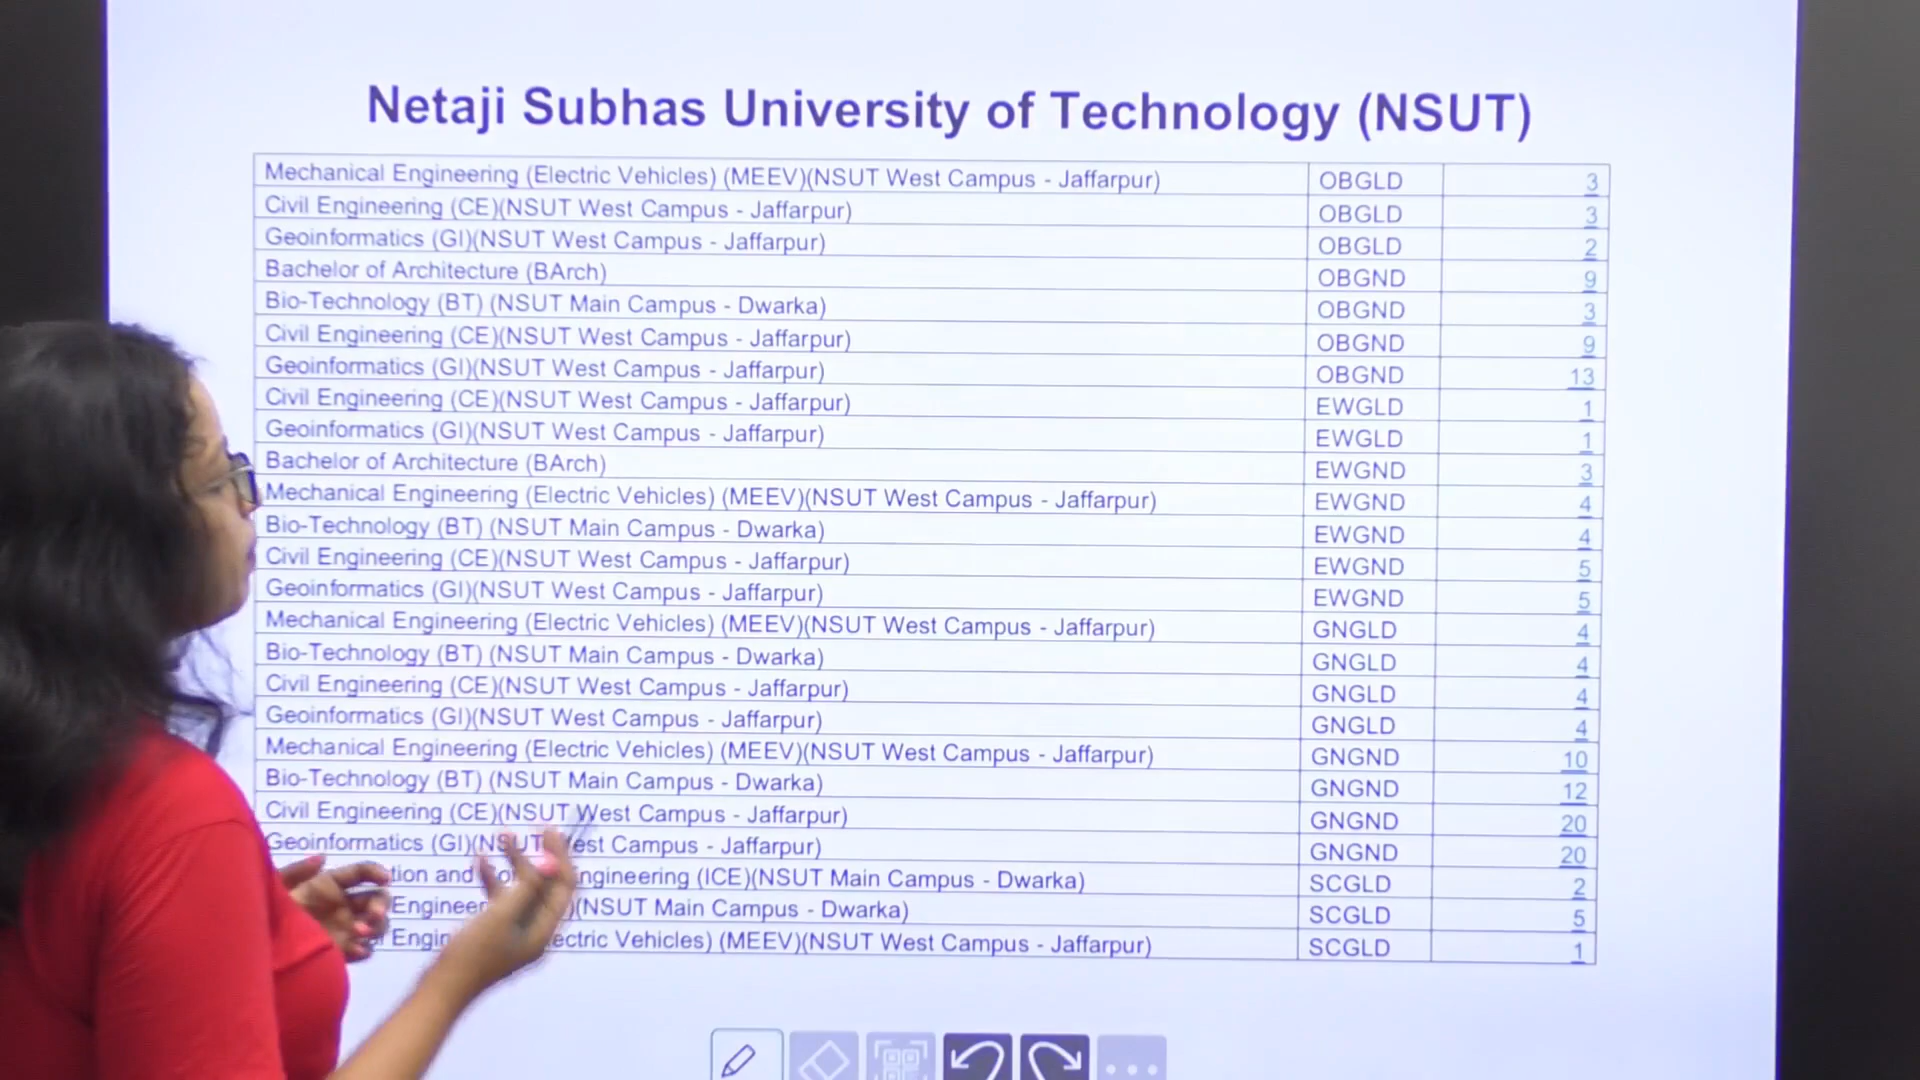 Netaji Subhas University of Technology (NSUT)
Mechanical Engineering (Electric Vehicles) (MEEV)(NSUT West Campus - Jaffarpur) OBGLD 3
Civil Engineering (CE)(NSUT West Campus - Jaffarpur) OBGLD 3
Geoinformatics (GI)(NSUT West Campus - Jaffarpur) OBGLD 2
Bachelor of Architecture (BArch) OBGND 9
Bio-Technology (BT) (NSUT Main Campus - Dwarka) OBGND 3
Civil Engineering (CE)(NSUT West Campus - Jaffarpur) OBGND 9
Geoinformatics (GI)(NSUT West Campus - Jaffarpur) OBGND 13
Civil Engineering (CE)(NSUT West Campus - Jaffarpur) EWGLD 1
Geoinformatics (GI)(NSUT West Campus - Jaffarpur) EWGLD 1
Bachelor of Architecture (BArch) EWGND 3
Mechanical Engineering (Electric Vehicles) (MEEV)(NSUT West Campus - Jaffarpur) EWGND 4
Bio-Technology (BT) (NSUT Main Campus - Dwarka) EWGND 4
Civil Engineering (CE)(NSUT West Campus - Jaffarpur) EWGND 5
Geoinformatics (GI)(NSUT West Campus - Jaffarpur) EWGND 5
Mechanical Engineering (Electric Vehicles) (MEEV)(NSUT West Campus - Jaffarpur) GNGLD 4
Bio-Technology (BT) (NSUT Main Campus - Dwarka) GNGLD 4
Civil Engineering (CE)(NSUT West Campus - Jaffarpur) GNGLD 4
Geoinformatics (GI)(NSUT West Campus - Jaffarpur) GNGLD 4
Mechanical Engineering (Electric Vehicles) (MEEV)(NSUT West Campus - Jaffarpur) GNGND 10
Bio-Technology (BT) (NSUT Main Campus - Dwarka) GNGND 12
Civil Engineering (CE)(NSUT West Campus - Jaffarpur) GNGND 20
Geoinformatics (GI)(NSUT West Campus - Jaffarpur) GNGND 20
and Engineering (ICE)(NSUT Main Campus - Dwarka) SCGLD 2
(NSUT Main Campus - Dwarka) SCGLD 5
Vehicles) (MEEV)(NSUT West Campus - Jaffarpur) SCGLD 1